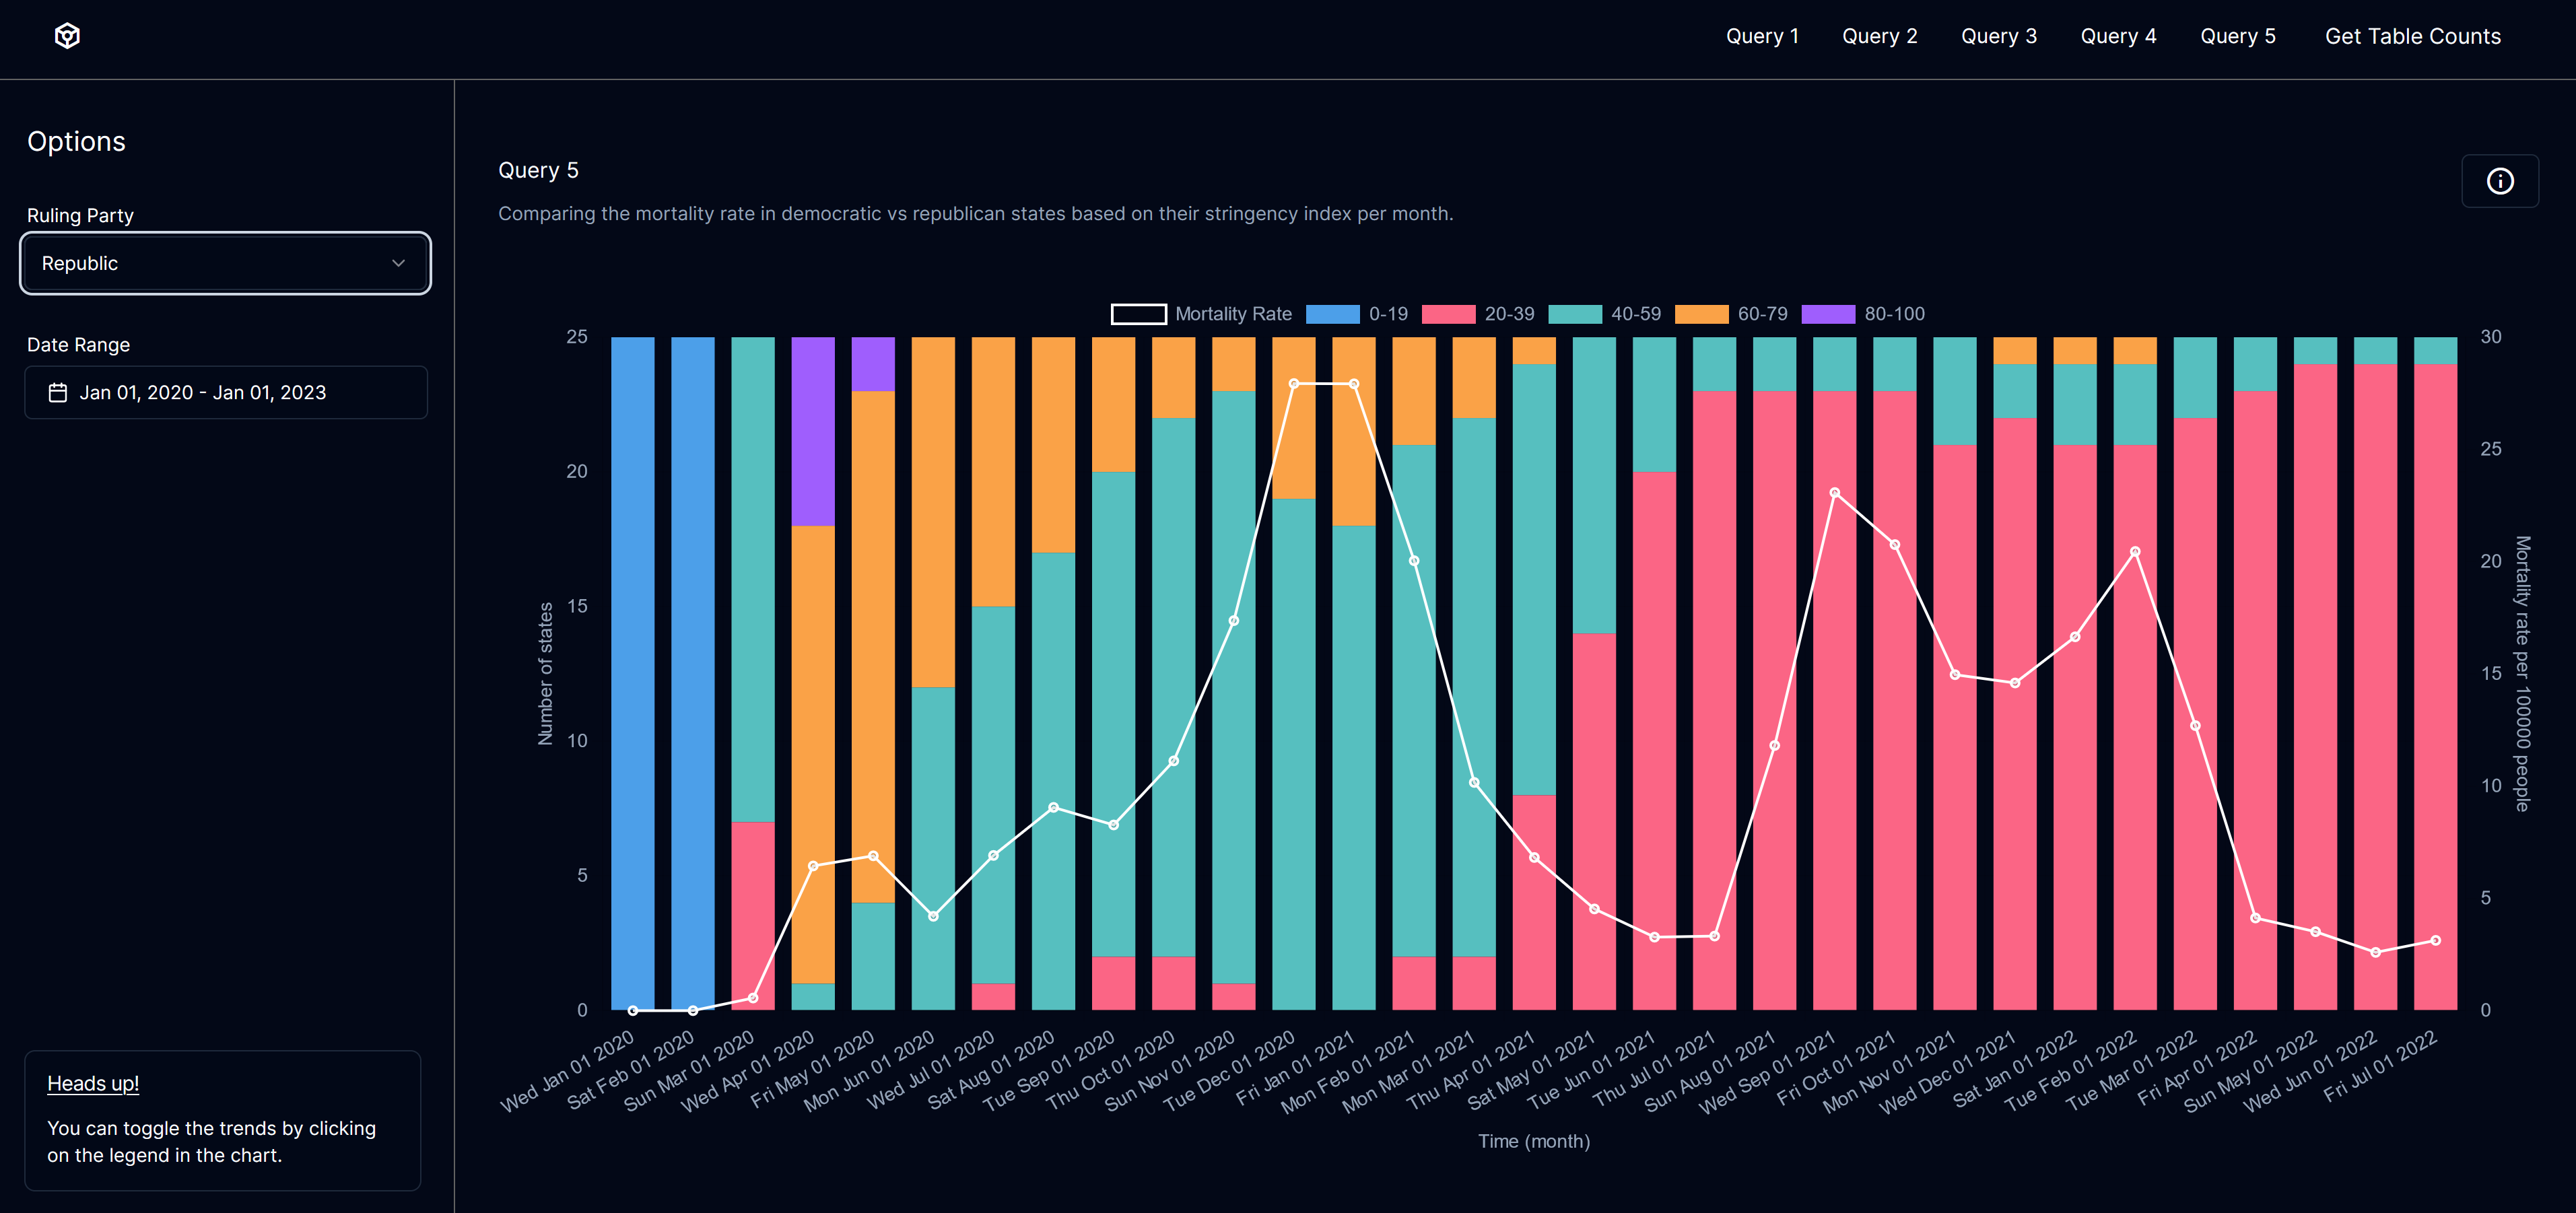 Query 1 Query 2 Query 3 Query 4 Query 5 Get Table Counts
Options
Ruling Party
Republic
Date Range
Jan 01, 2020 - Jan 01, 2023
Heads up!
You can toggle the trends by clicking
on the legend in the chart.
Query 5
Comparing the mortality rate in democratic vs republican states based on their stringency index per month.
Mortality Rate 0-19 20-39 40-59 60-79 80-100
Number of states
25
20
15
10
5
0
30
25
20
15
10
5
0
Mortality rate per 100000 people
Wed Jan 01 2020
Sat Feb 01 2020
Sun Mar 01 2020
Wed Apr 01 2020
Fri May 01 2020
Mon Jun 01 2020
Wed Jul 01 2020
Sat Aug 01 2020
Tue Sep 01 2020
Thu Oct 01 2020
Sun Nov 01 2020
Tue Dec 01 2020
Fri Jan 01 2021
Mon Feb 01 2021
Mon Mar 01 2021
Thu Apr 01 2021
Sat May 01 2021
Tue Jun 01 2021
Thu Jul 01 2021
Sun Aug 01 2021
Wed Sep 01 2021
Fri Oct 01 2021
Mon Nov 01 2021
Wed Dec 01 2021
Sat Jan 01 2022
Tue Feb 01 2022
Tue Mar 01 2022
Fri Apr 01 2022
Sun May 01 2022
Wed Jun 01 2022
Fri Jul 01 2022
Time (month)